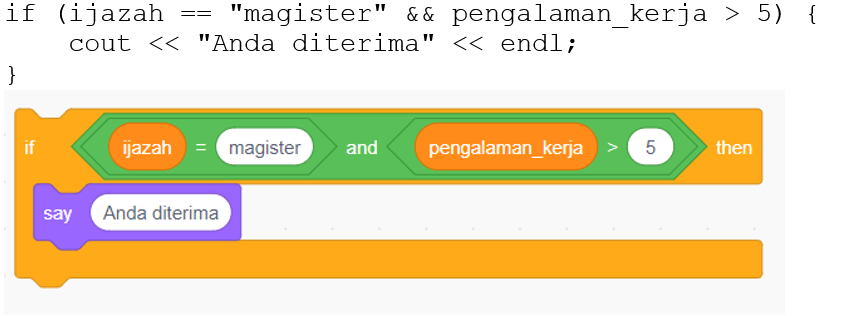 if (ijazah == "magister" && pengalaman_kerja > 5) {
cout << "Anda diterima" << endl;
}
if ijazah = magister and pengalaman_kerja > 5 then
say Anda diterima